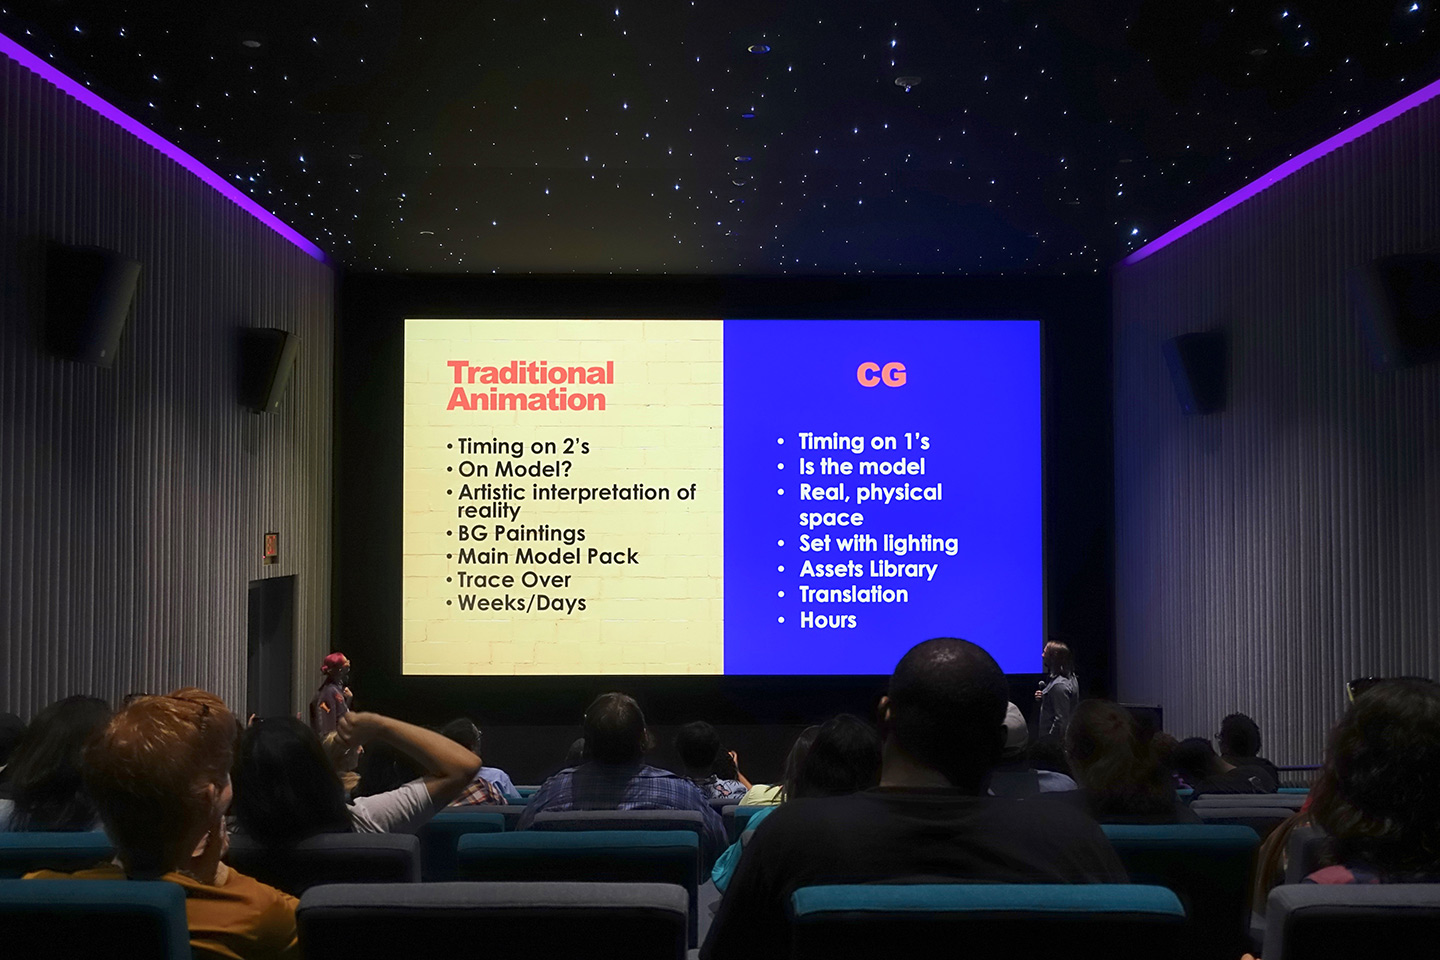 Traditional
Animation
• Timing on 2's
• On Model?
• Artistic interpretation of
reality
• BG Paintings
• Main Model Pack
• Trace Over
• Weeks/Days
CG
• Timing on 1's
• Is the model
• Real, physical
space
• Set with lighting
• Assets Library
• Translation
• Hours